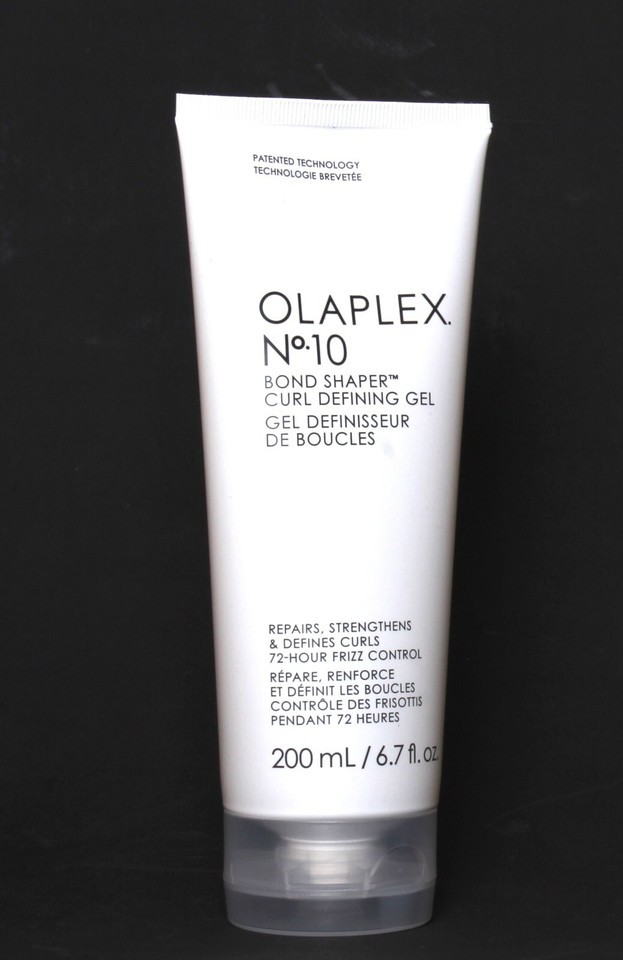 PATENTED TECHNOLOGY
TECHNOLOGIE BREVETÉE
OLAPLEX.
Nº.10
BOND SHAPER™
CURL DEFINING GEL
GEL DEFINISSEUR
DE BOUCLES
REPAIRS, STRENGTHENS
& DEFINES CURLS
72-HOUR FRIZZ CONTROL
RÉPARE, RENFORCE
ET DÉFINIT LES BOUCLES
CONTRÔLE DES FRISOTTIS
PENDANT 72 HEURES
200 mL / 6.7 fl. oz.